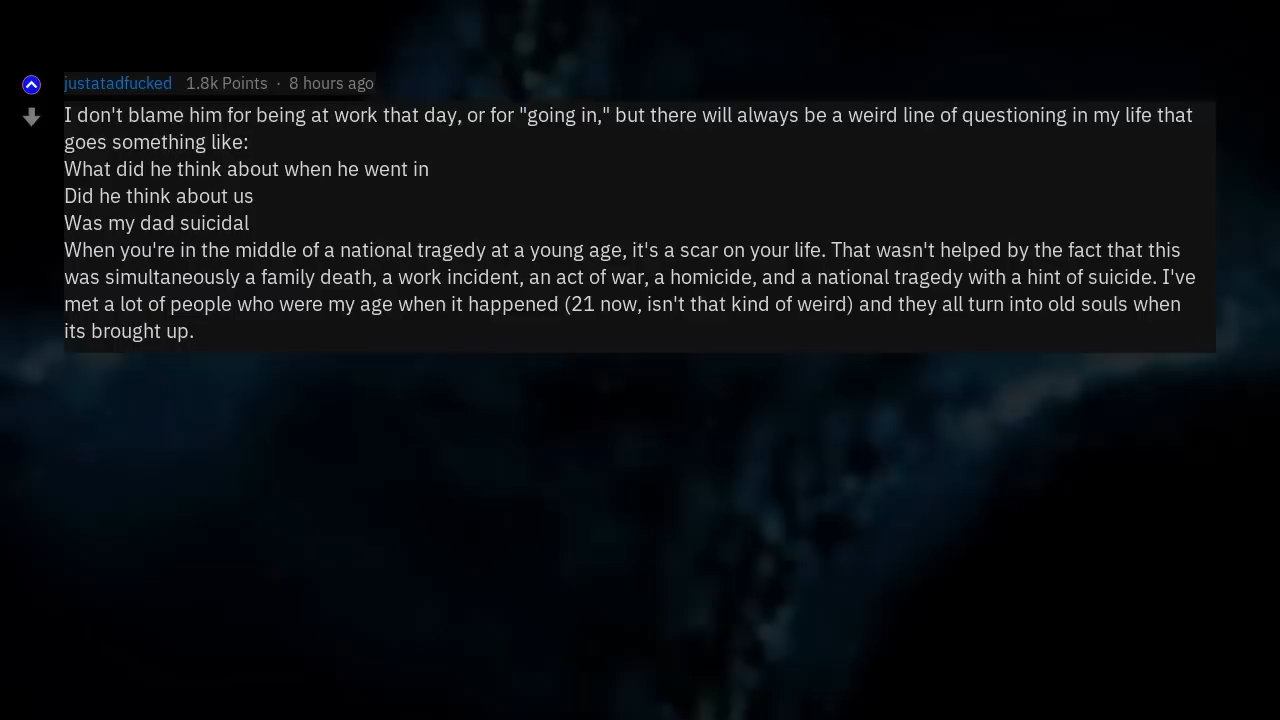 justatadfucked 1.8k Points · 8 hours ago
I don't blame him for being at work that day, or for "going in," but there will always be a weird line of questioning in my life that
goes something like:
What did he think about when he went in
Did he think about us
Was my dad suicidal
When you're in the middle of a national tragedy at a young age, it's a scar on your life. That wasn't helped by the fact that this
was simultaneously a family death, a work incident, an act of war, a homicide, and a national tragedy with a hint of suicide. I've
met a lot of people who were my age when it happened (21 now, isn't that kind of weird) and they all turn into old souls when
its brought up.